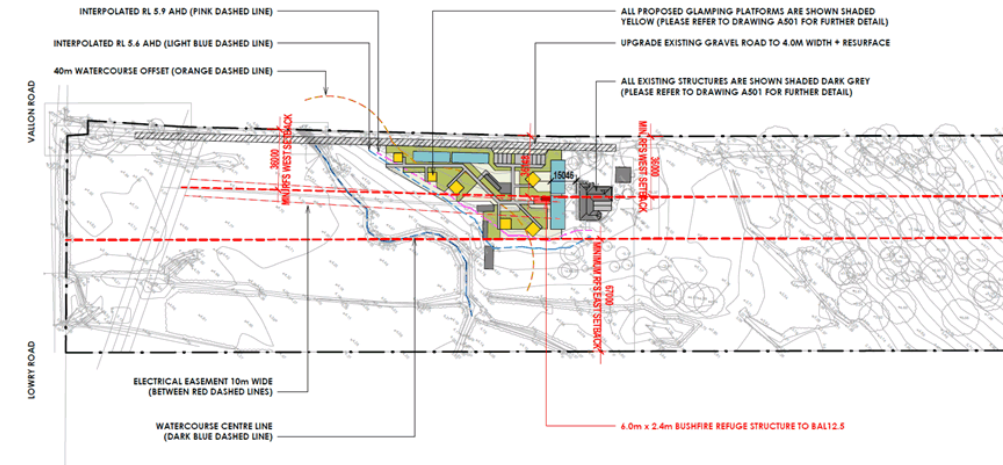 INTERPOLATED RL 5.9 AHD (PINK DASHED LINE)
INTERPOLATED RL 5.6 AHD (LIGHT BLUE DASHED LINE)
40m WATERCOURSE OFFSET (ORANGE DASHED LINE)
ALL PROPOSED GLAMPING PLATFORMS ARE SHOWN SHADED
YELLOW (PLEASE REFER TO DRAWING A501 FOR FURTHER DETAIL)
UPGRADE EXISTING GRAVEL ROAD TO 4.0M WIDTH + RESURFACE
ALL EXISTING STRUCTURES ARE SHOWN SHADED DARK GREY
(PLEASE REFER TO DRAWING A501 FOR FURTHER DETAIL)
VALLON ROAD
LOWRY ROAD
36000
MIN. RFS WEST SETBACK
15046
MIN. RFS WEST SETBACK
36000
MINIMUM RFS EAST SETBACK
67000
ELECTRICAL EASEMENT 10m WIDE
(BETWEEN RED DASHED LINES)
WATERCOURSE CENTRE LINE
(DARK BLUE DASHED LINE)
6.0m x 2.4m BUSHFIRE REFUGE STRUCTURE TO BAL12.5